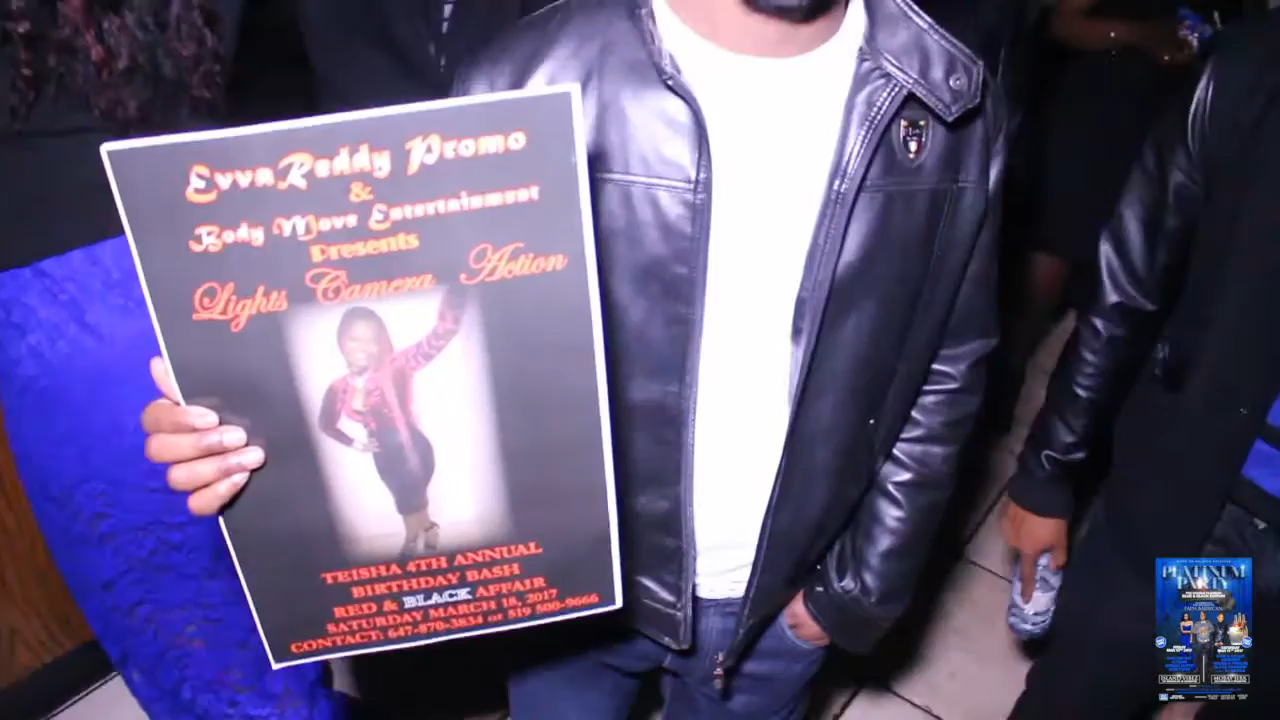 EvvaReddy Promo
&
Body Move Entertainment
Presents
Lights Camera Action
TEISHA 4TH ANNUAL
BIRTHDAY BASH
RED & BLACK AFFAIR
SATURDAY MARCH 18, 2017
CONTACT: 647-870-3834 or 519 500-9666
PLATINUM
PARTY